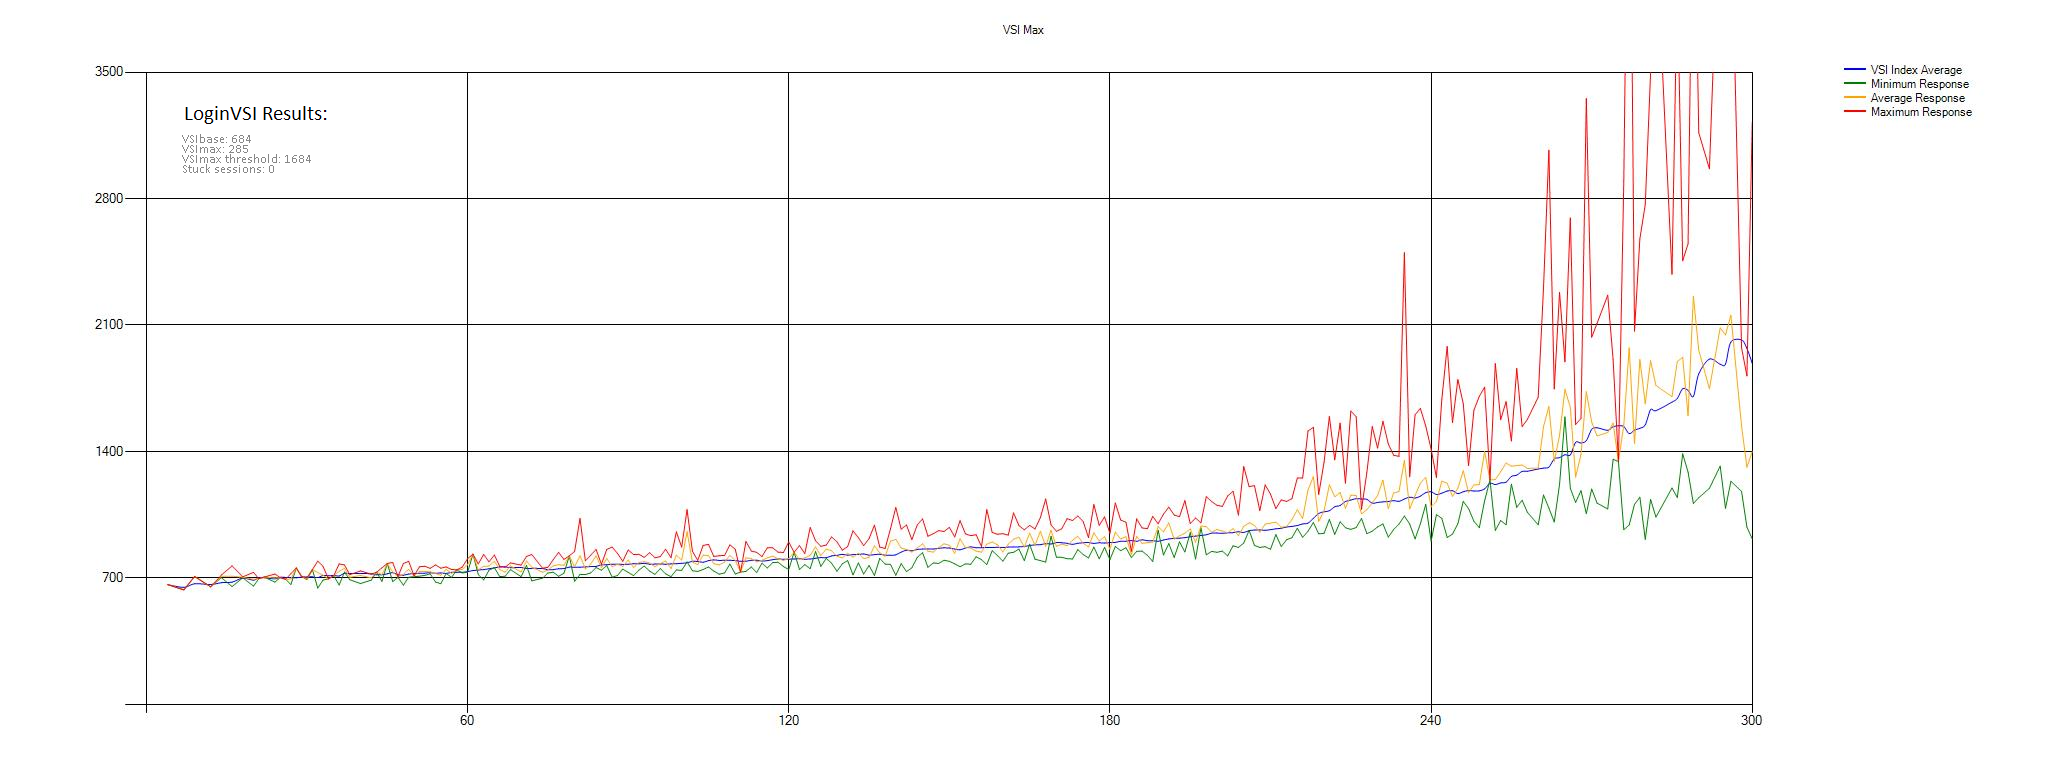 VSI Max
3500
2800
2100
1400
700
60
120
180
240
300
LoginVSI Results:
VSIbase: 684
VSImax: 285
VSImax threshold: 1684
Stuck sessions: 0
VSI Index Average
Minimum Response
Average Response
Maximum Response